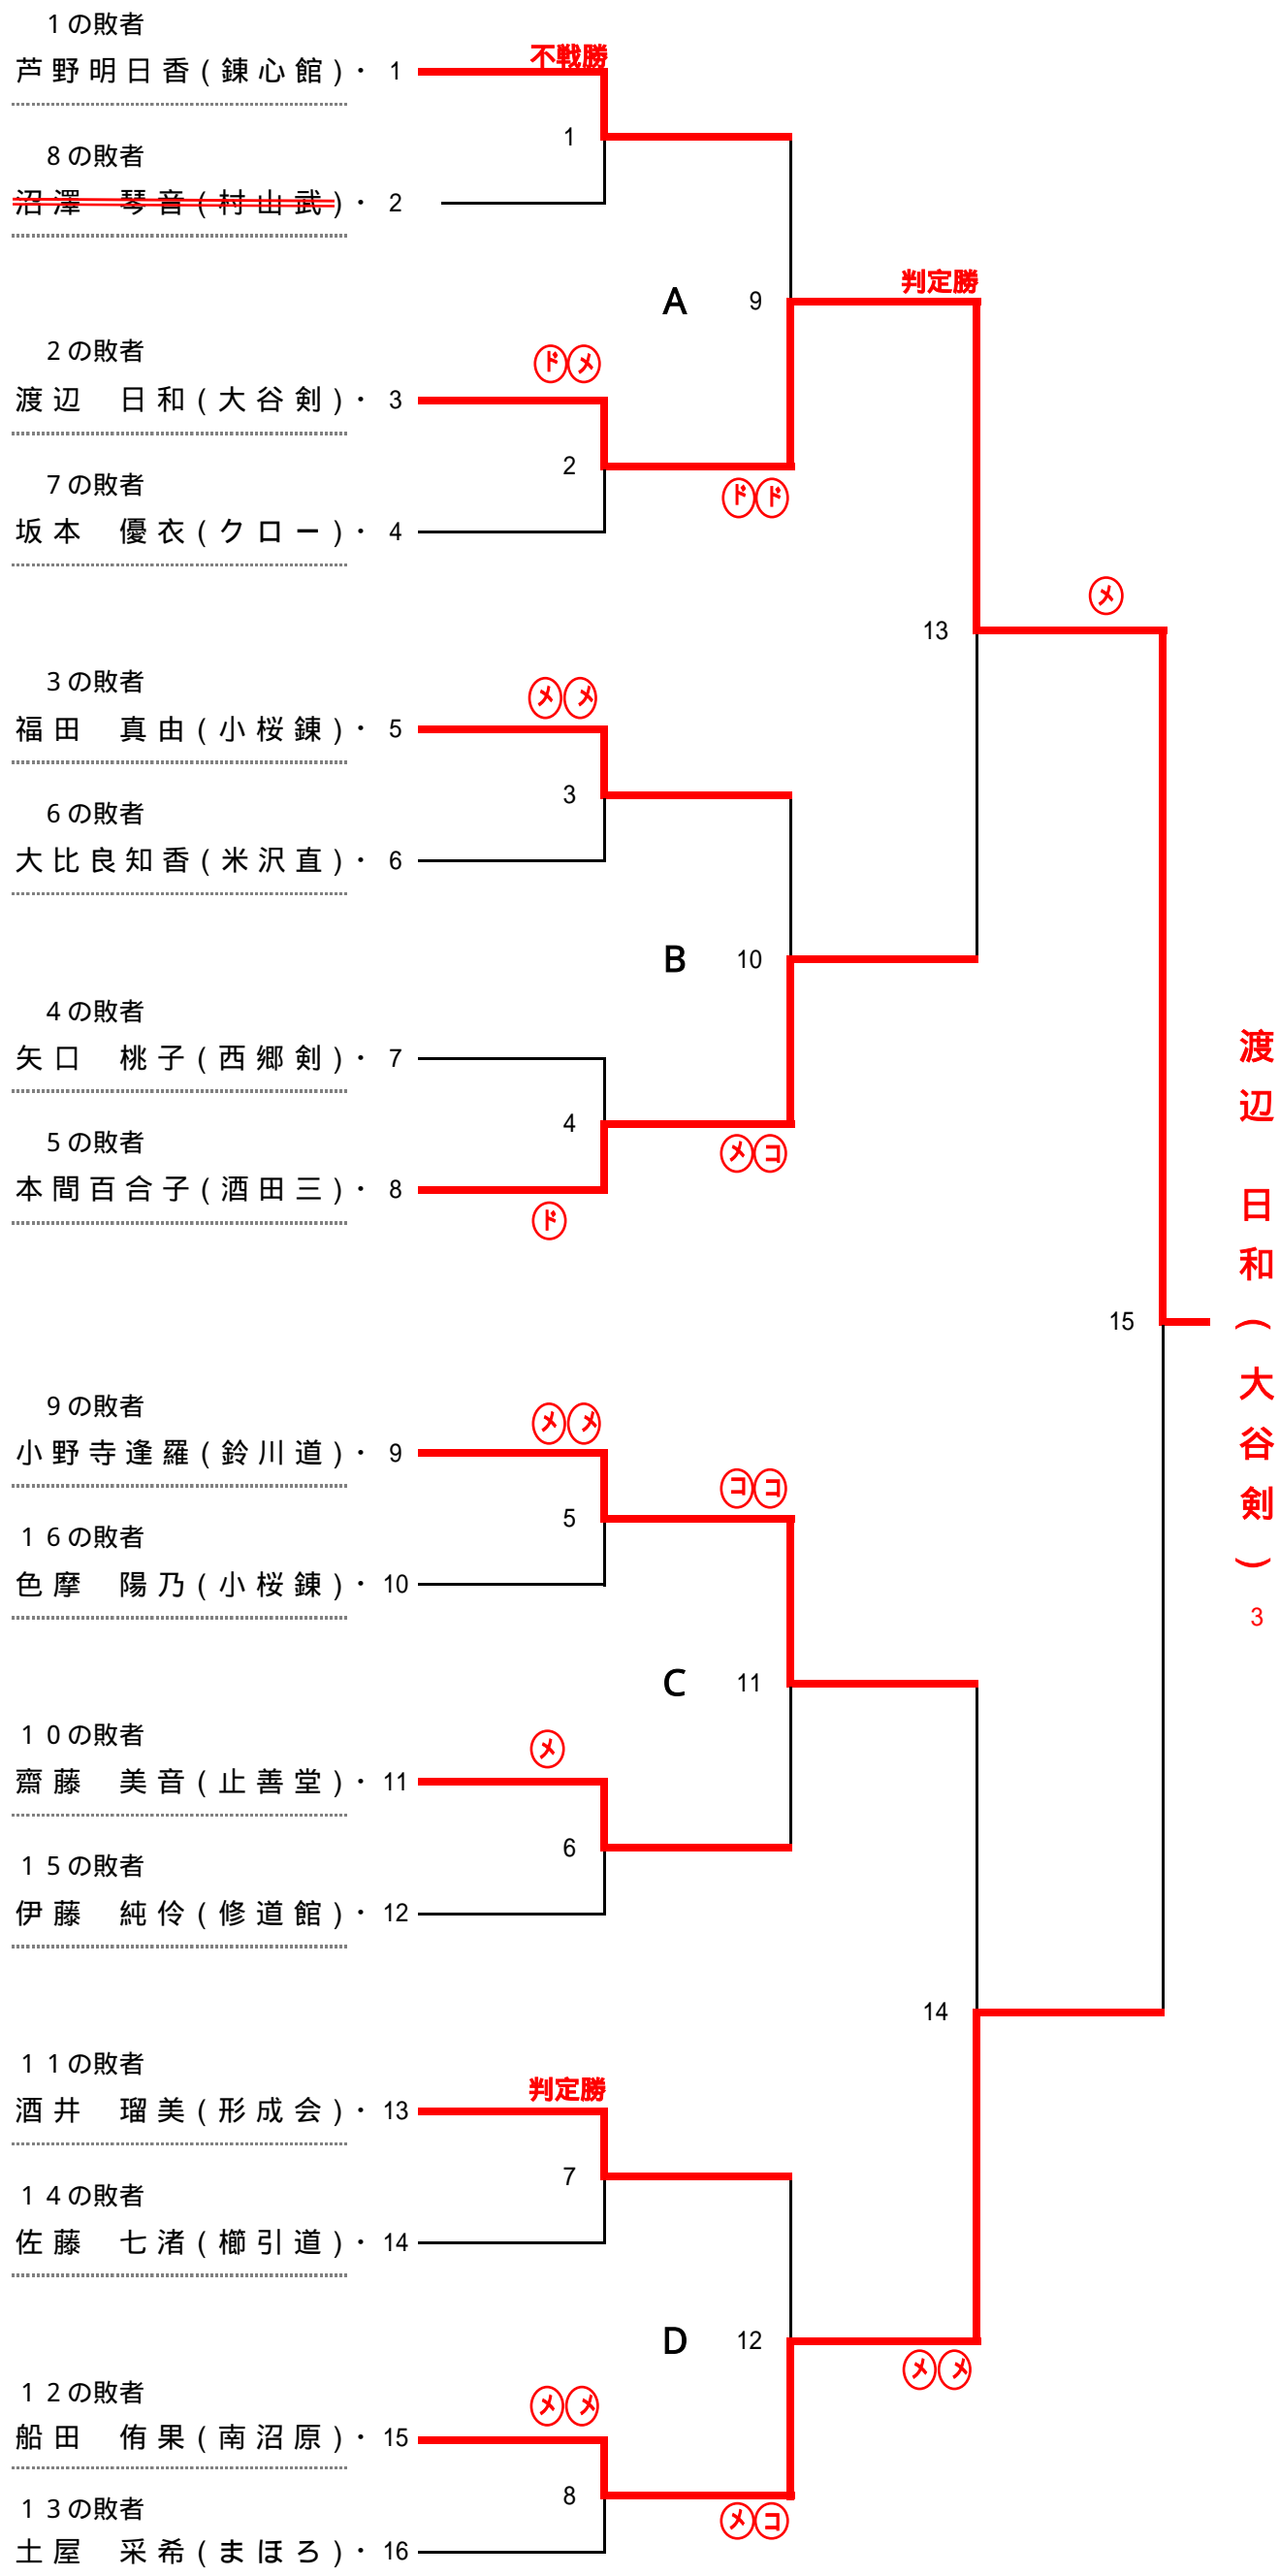 1の敗者
芦野明日香(錬心館)・ 1
不戦勝
1
8の敗者
沼澤 琴音(村山武)・ 2
A 9
判定勝
2の敗者
ドメ
渡辺 日和(大谷剣)・ 3
2
ドド
7の敗者
坂本 優衣(クロー)・ 4
メ
13
3の敗者
メメ
福田 真由(小桜錬)・ 5
3
6の敗者
大比良知香(米沢直)・ 6
B 10
4の敗者
矢口 桃子(西郷剣)・ 7
4
メコ
5の敗者
本間百合子(酒田三)・ 8
ド
15
渡辺 日和(大谷剣)3
9の敗者
メメ
小野寺逢羅(鈴川道)・ 9
ココ
5
16の敗者
色摩 陽乃(小桜錬)・ 10
C 11
10の敗者
メ
齋藤 美音(止善堂)・ 11
6
15の敗者
伊藤 純伶(修道館)・ 12
14
11の敗者
判定勝
酒井 瑠美(形成会)・ 13
7
14の敗者
佐藤 七渚(櫛引道)・ 14
D 12
メメ
12の敗者
メメ
船田 侑果(南沼原)・ 15
8
メコ
13の敗者
土屋 采希(まほろ)・ 16